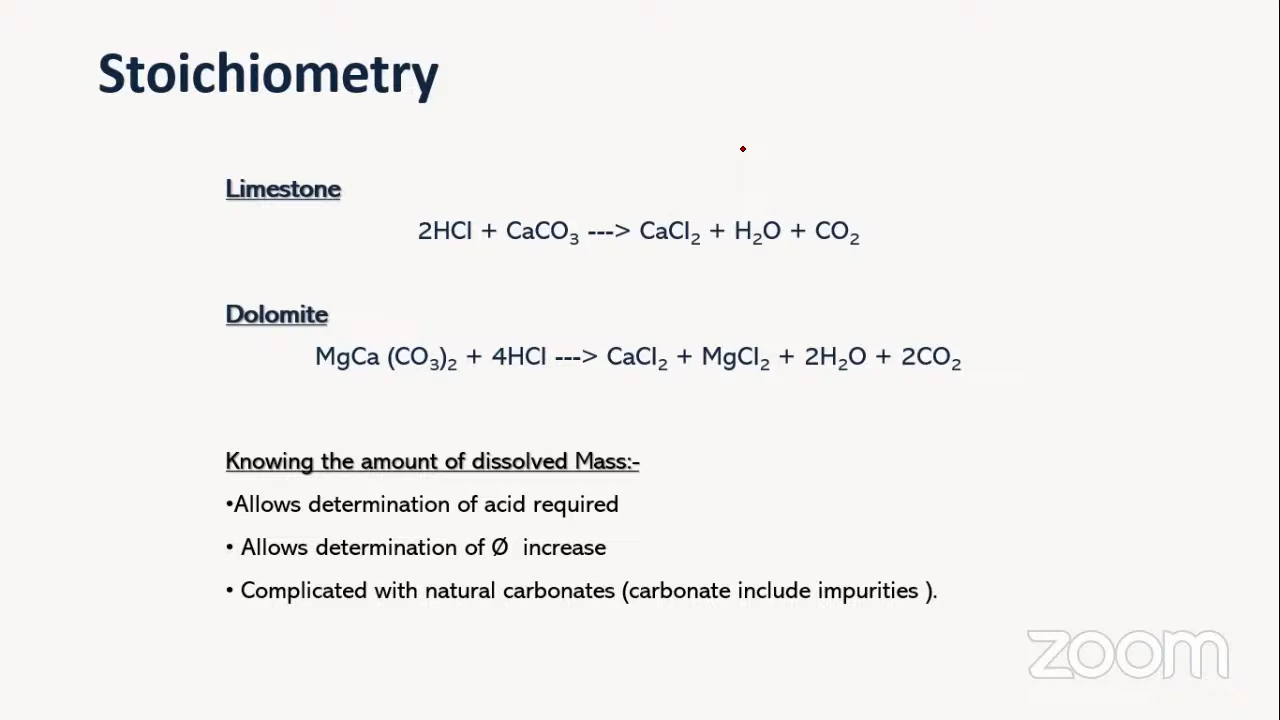 Stoichiometry
Limestone
2HCl + CaCO₃ ---> CaCl₂ + H₂O + CO₂
Dolomite
MgCa (CO₃)₂ + 4HCl ---> CaCl₂ + MgCl₂ + 2H₂O + 2CO₂
Knowing the amount of dissolved Mass:-
•Allows determination of acid required
• Allows determination of Ø increase
• Complicated with natural carbonates (carbonate include impurities ).
zoom